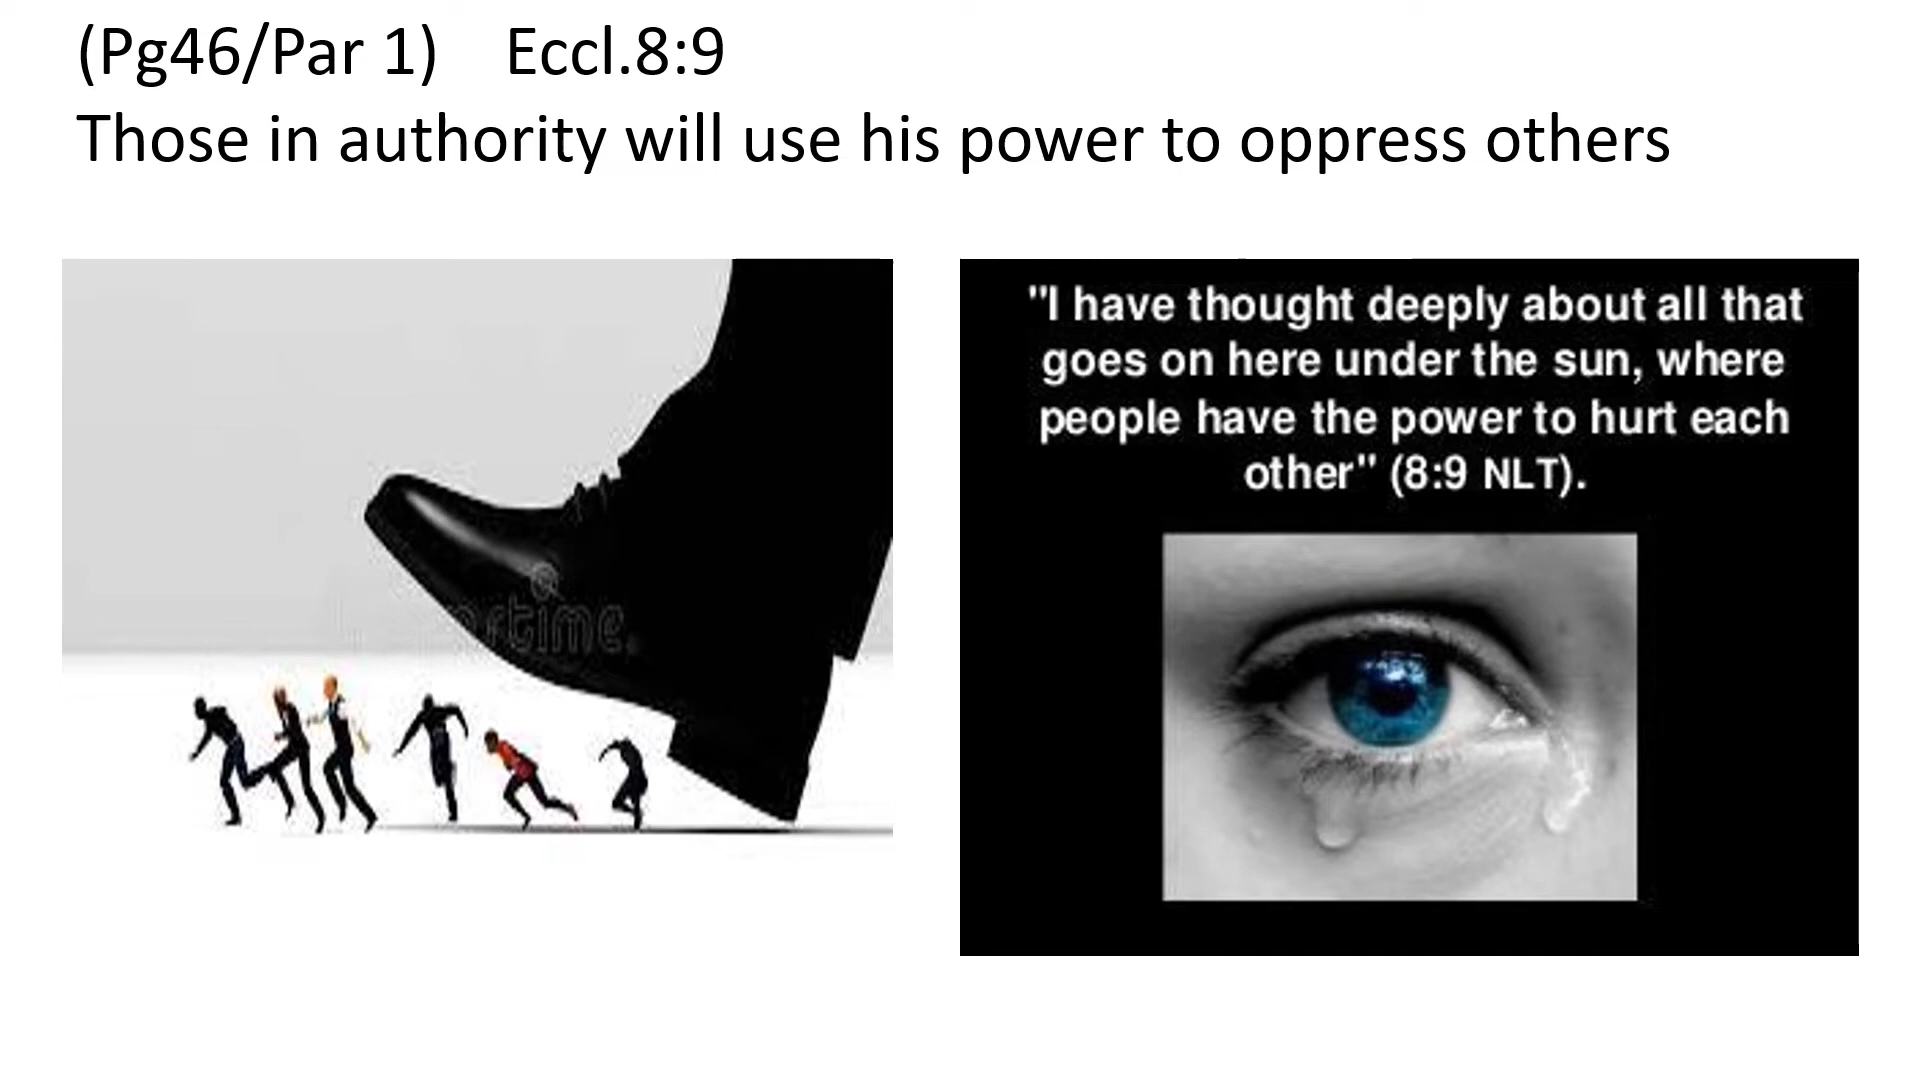 (Pg46/Par 1) Eccl.8:9
Those in authority will use his power to oppress others
"I have thought deeply about all that
goes on here under the sun, where
people have the power to hurt each
other" (8:9 NLT).